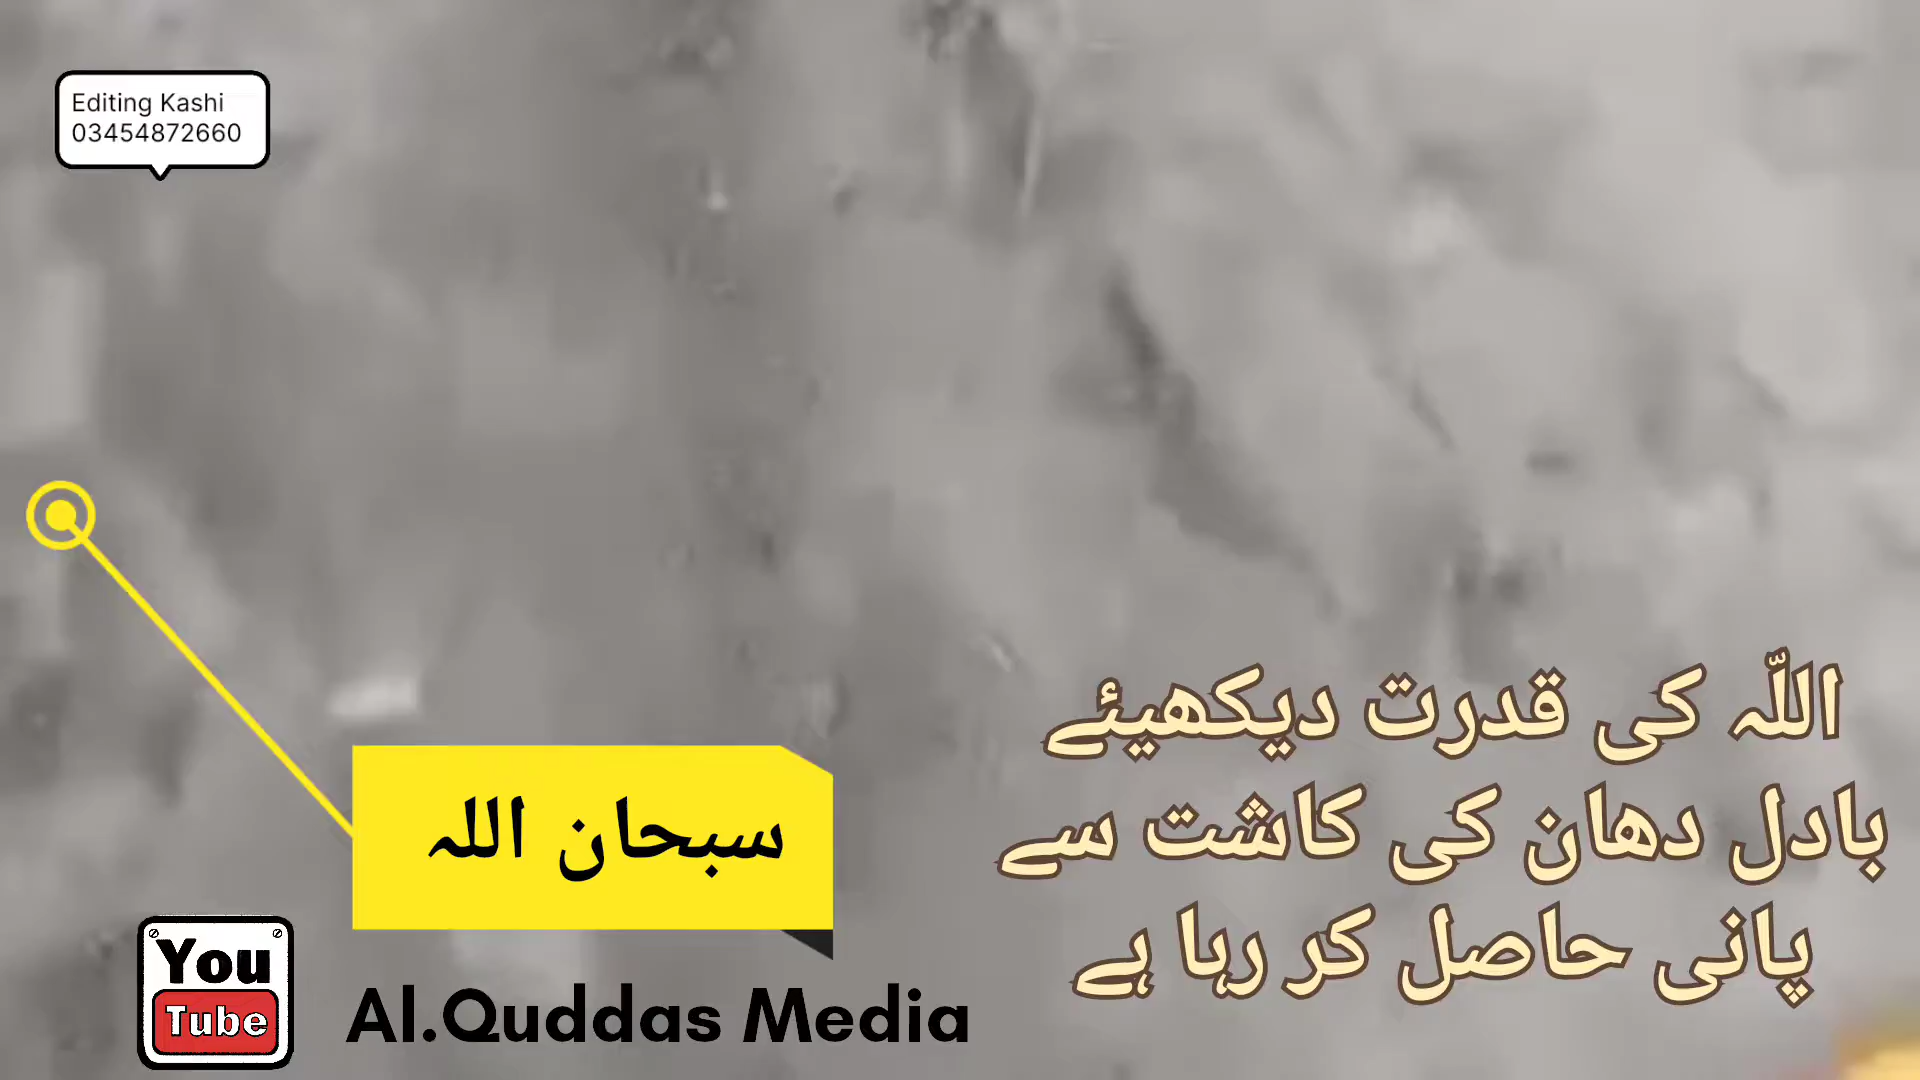 Editing Kashi
03454872660
اللّہ کی قدرت دیکھیئے
بادل دھان کی کاشت سے
پانی حاصل کر رہا ہے
سبحان اللہ
You
Tube
Al.Quddas Media